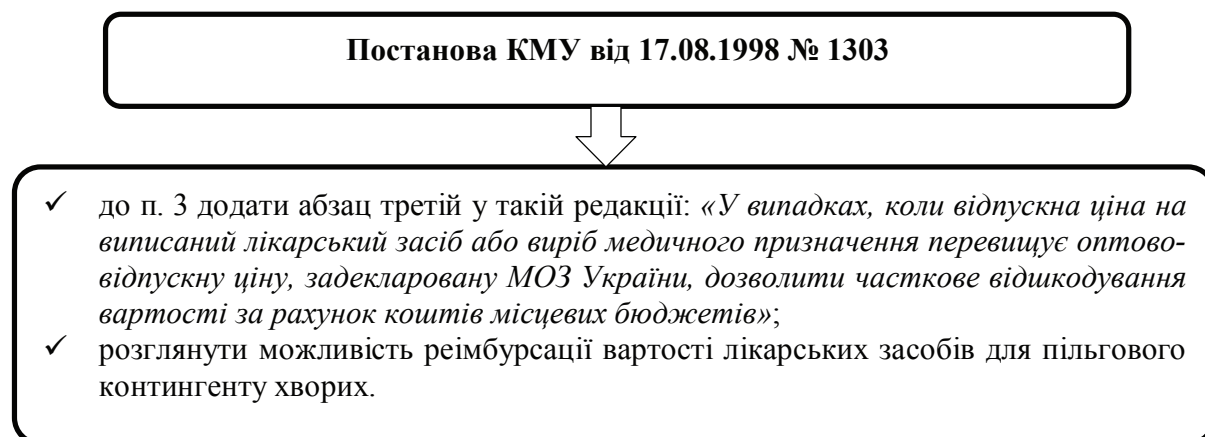 Постанова КМУ від 17.08.1998 № 1303
✓ до п. 3 додати абзац третій у такій редакції: «У випадках, коли відпускна ціна на
виписаний лікарський засіб або виріб медичного призначення перевищує оптово-
відпускну ціну, задекларовану МОЗ України, дозволити часткове відшкодування
вартості за рахунок коштів місцевих бюджетів»;
✓ розглянути можливість реімбурсації вартості лікарських засобів для пільгового
контингенту хворих.